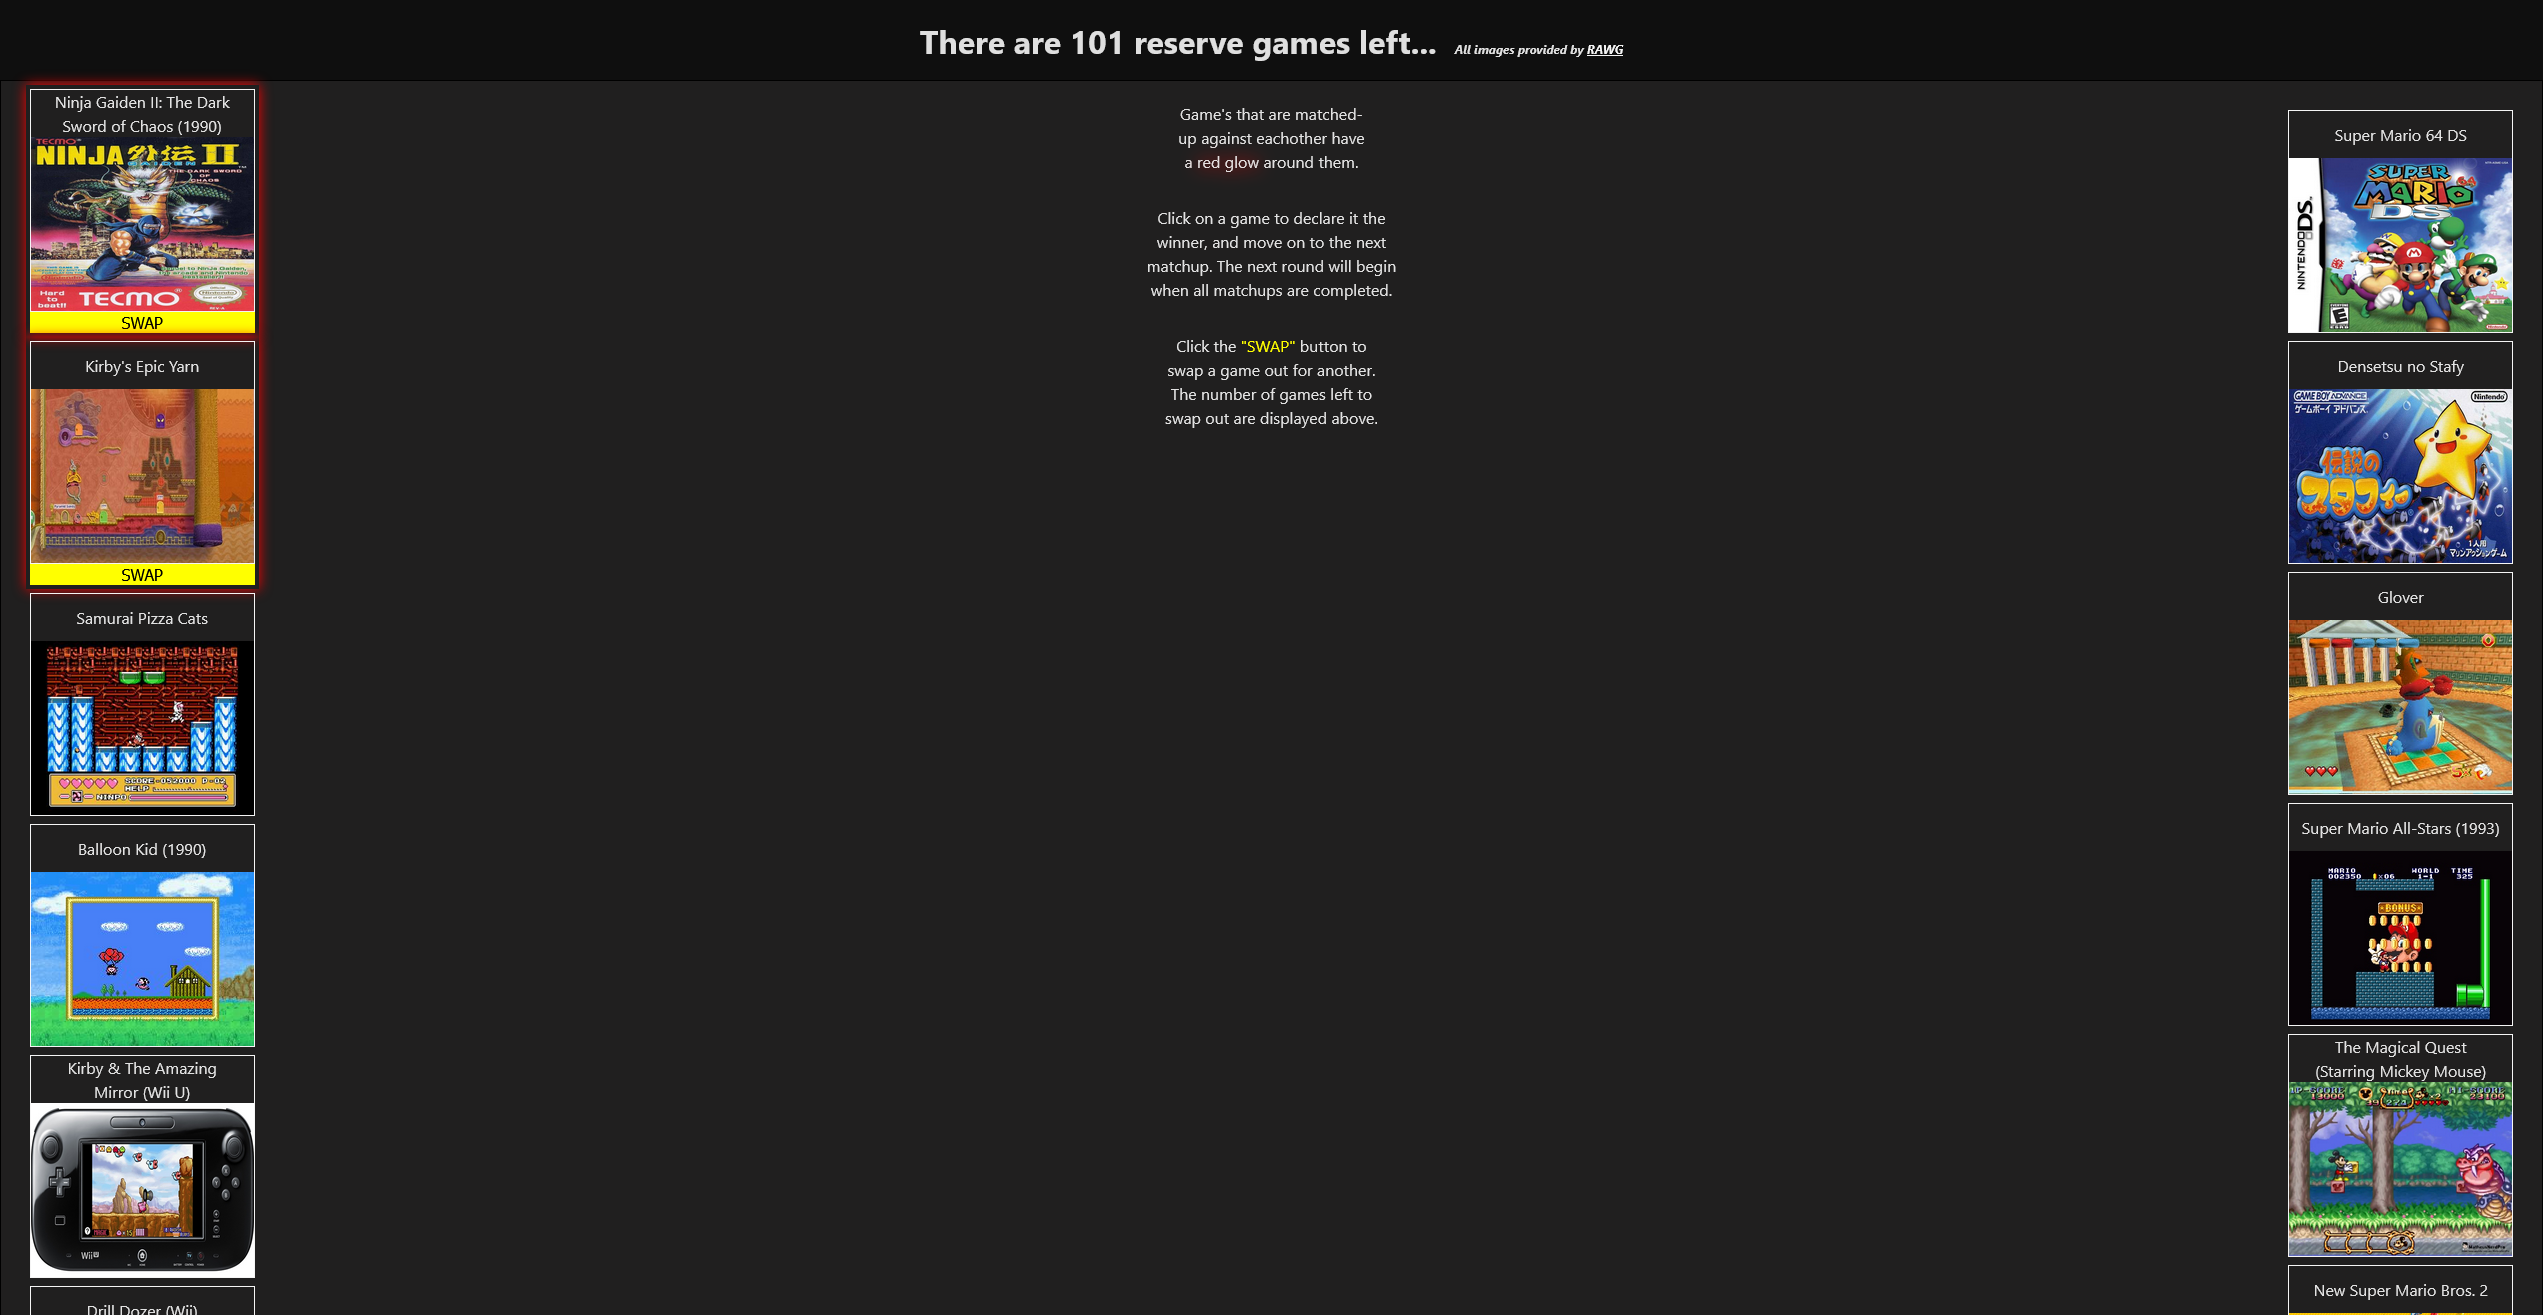 There are 101 reserve games left...
All images provided by RAWG
Ninja Gaiden II: The Dark
Sword of Chaos (1990)
TECMO
NINJA外伝II
GAIDEN
THE DARK SWORD
OF
CHAOS
Hard
to
beat!!
TECMO
SWAP
Kirby's Epic Yarn
SWAP
Samurai Pizza Cats
SCORE-052000 P-02
HELP
NINPO
Balloon Kid (1990)
Kirby & The Amazing
Mirror (Wii U)
Wii U
Drill Dozer (Wii)
Game's that are matched-
up against eachother have
a red glow around them.
Click on a game to declare it the
winner, and move on to the next
matchup. The next round will begin
when all matchups are completed.
Click the "SWAP" button to
swap a game out for another.
The number of games left to
swap out are displayed above.
Super Mario 64 DS
NINTENDO DS
SUPER
MARIO 64
DS
EVERYONE
E
Densetsu no Stafy
GAME BOY ADVANCE
Nintendo
ゲームボーイ アドバンス
伝説の
スタフィー
1人用
マリンアクションゲーム
Glover
Super Mario All-Stars (1993)
MARIO WORLD TIME
002350 x06 1-1 325
BONUS
The Magical Quest
(Starring Mickey Mouse)
New Super Mario Bros. 2